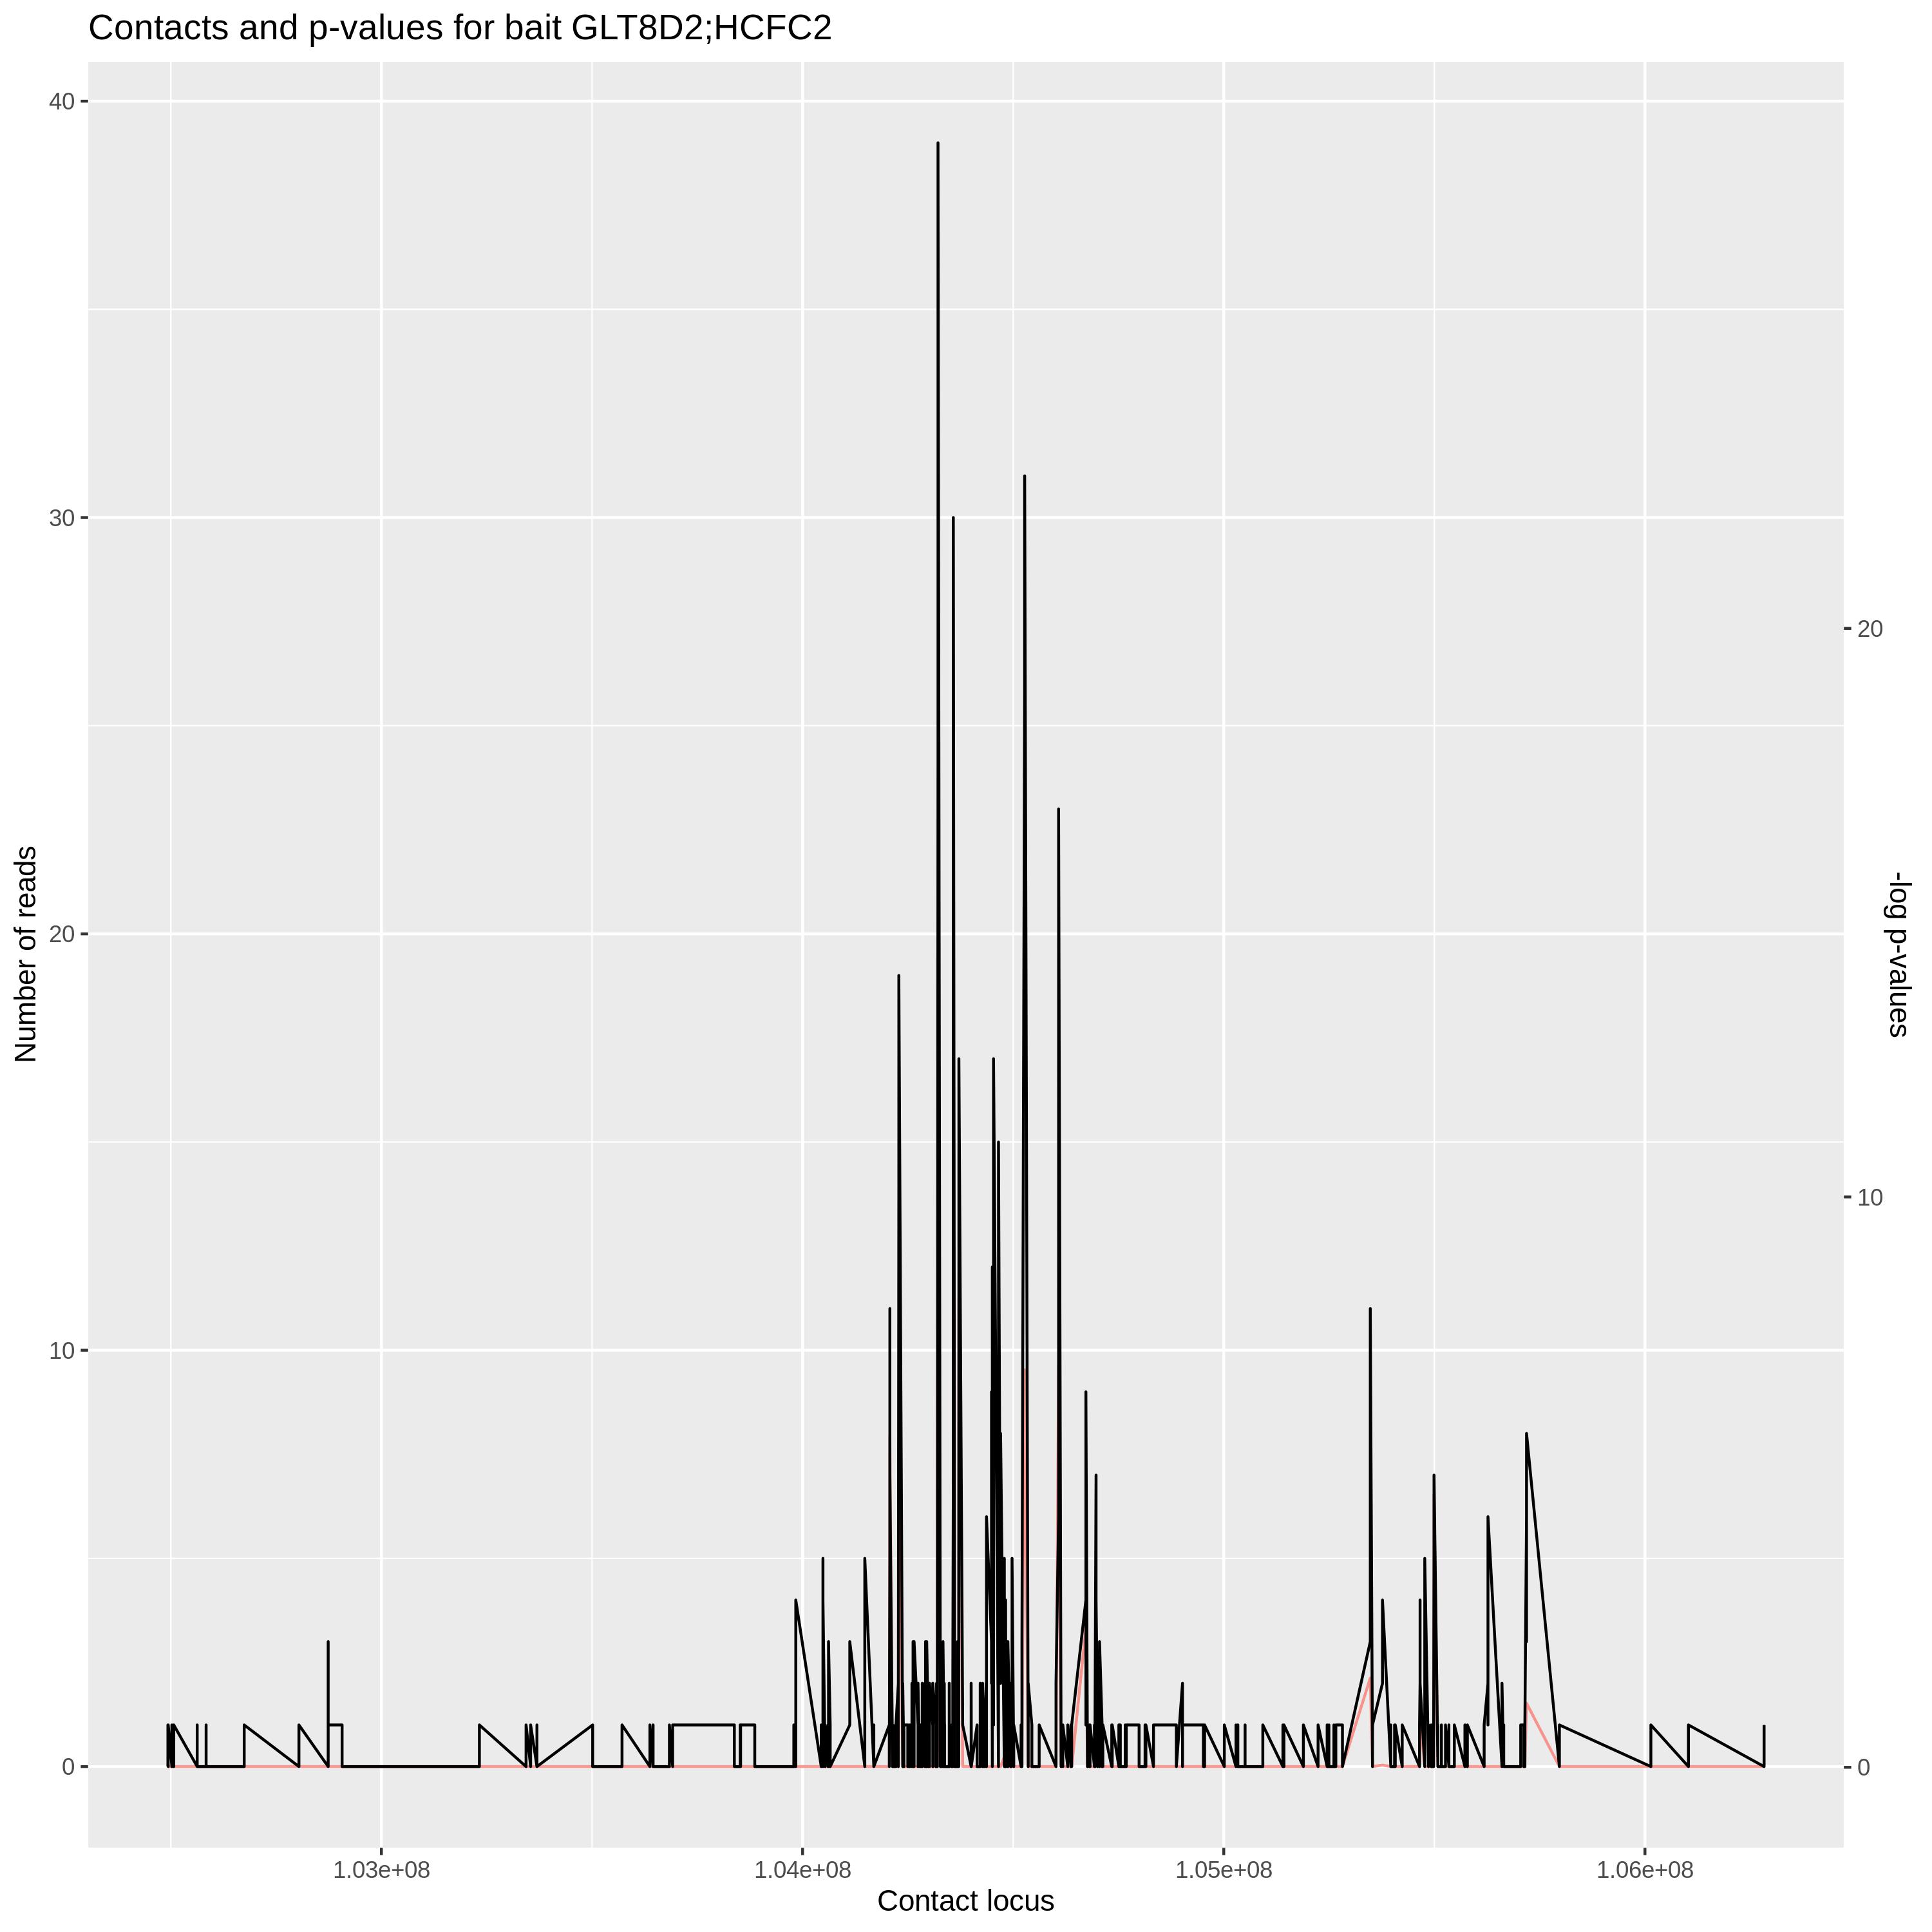 Contacts and p-values for bait GLT8D2;HCFC2
40
30
20
10
0
Number of reads
20
10
0
-log p-values
1.03e+08
1.04e+08
1.05e+08
1.06e+08
Contact locus